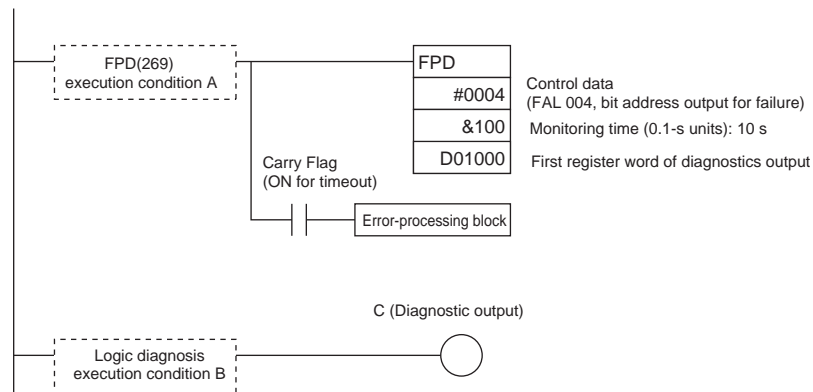 FPD(269)
execution condition A
FPD
#0004
Control data
(FAL 004, bit address output for failure)
&100
Monitoring time (0.1-s units): 10 s
D01000
First register word of diagnostics output
Carry Flag
(ON for timeout)
Error-processing block
C (Diagnostic output)
Logic diagnosis
execution condition B